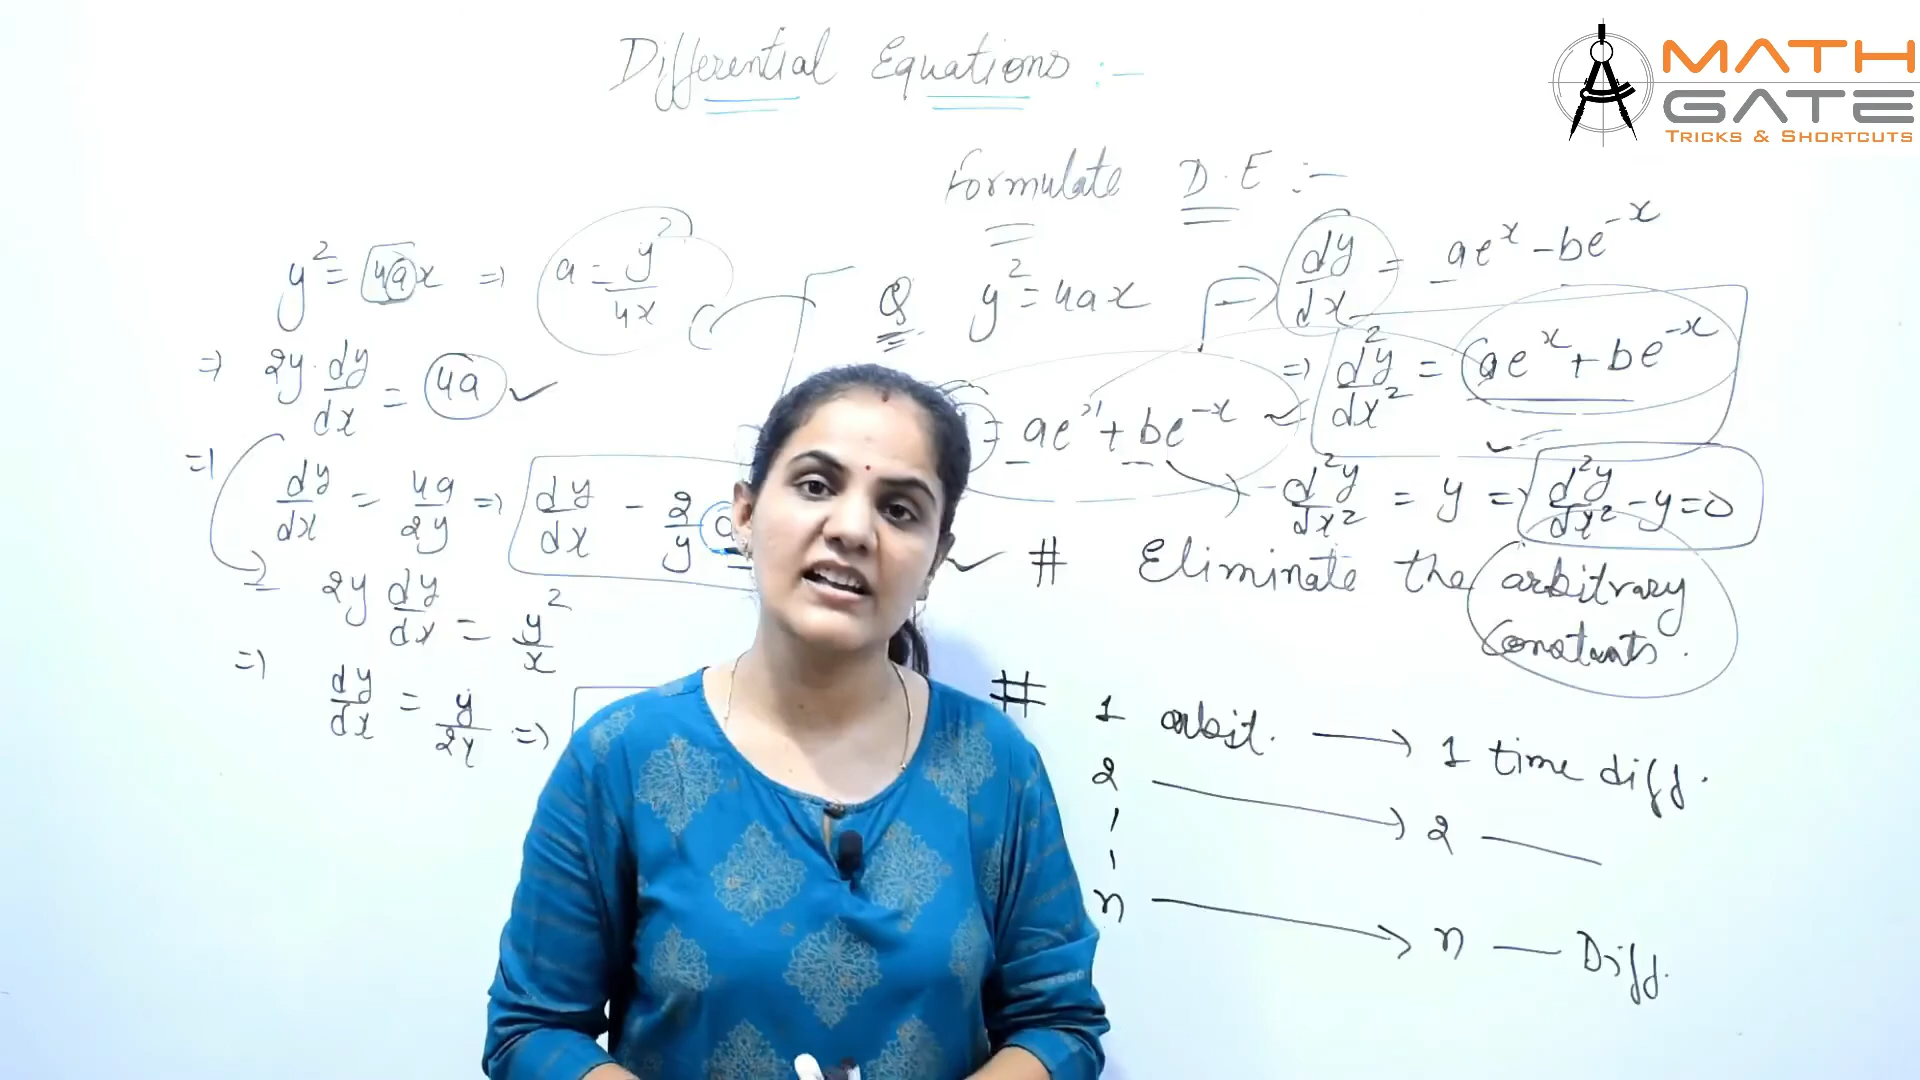 Differential Equations :-
MATH
GATE
TRICKS & SHORTCUTS
Formulate D.E :-
y² = 4ax => a = y²/4x
=> 2y. dy/dx = 4a ✓
=> dy/dx = 4a/2y => dy/dx - 2/y a
2y dy/dx = y²/x
=> dy/dx = y/2x =>
Q. y² = 4ax
= ae^x + be^-x
=> dy/dx = ae^x - be^-x
=> d²y/dx² = ae^x + be^-x
d²y/dx² = y => d²y/dx² - y = 0
# Eliminate the arbitrary
constants.
# 1 arbit. → 1 time diff.
2 → 2 —
n → n — Diff.